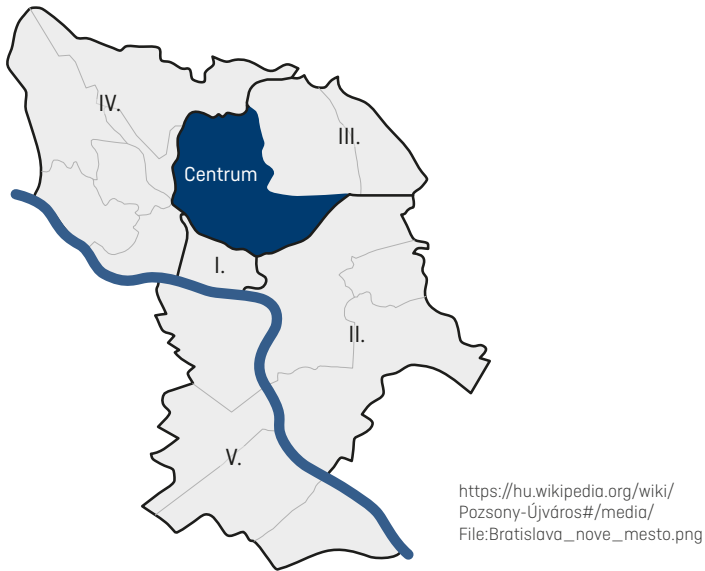 IV.
III.
Centrum
I.
II.
V.
https://hu.wikipedia.org/wiki/
Pozsony-Újváros#/media/
File:Bratislava_nove_mesto.png